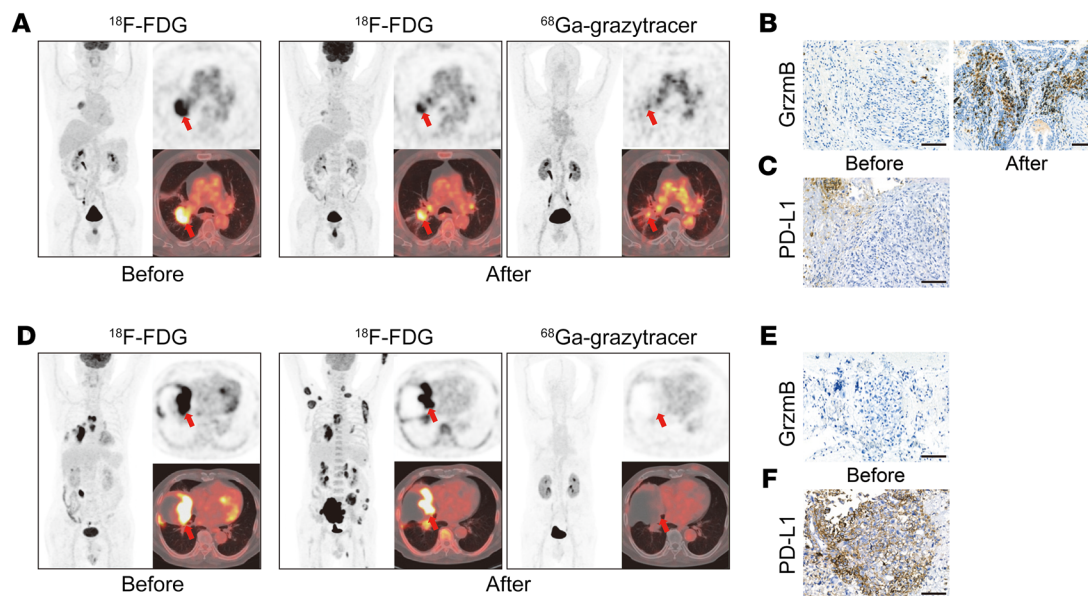 A
18F-FDG
18F-FDG
68Ga-grazytracer
Before
After
B
GrzmB
Before
After
C
PD-L1
D
18F-FDG
18F-FDG
68Ga-grazytracer
Before
After
E
GrzmB
Before
F
PD-L1